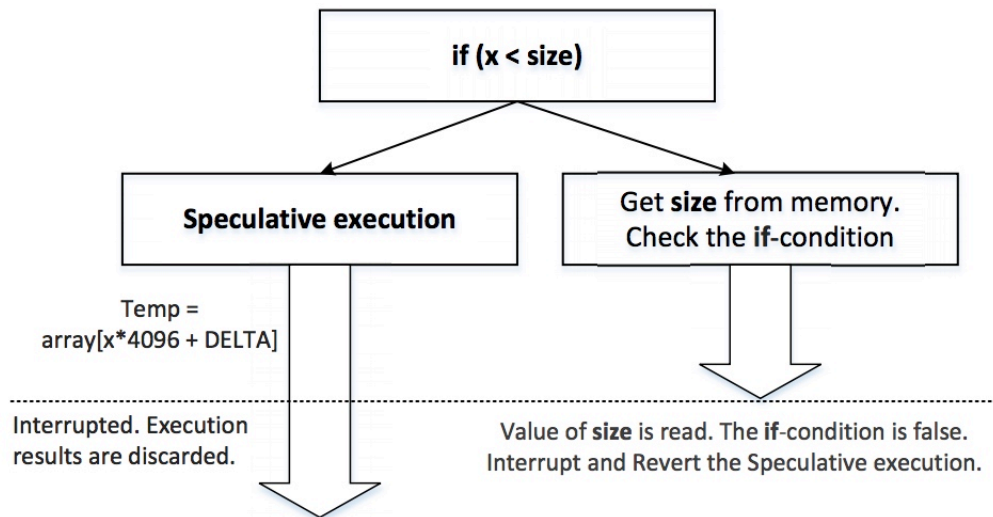 if (x < size)
Speculative execution
Get size from memory.
Check the if-condition
Temp =
array[x*4096 + DELTA]
Interrupted. Execution
results are discarded.
Value of size is read. The if-condition is false.
Interrupt and Revert the Speculative execution.